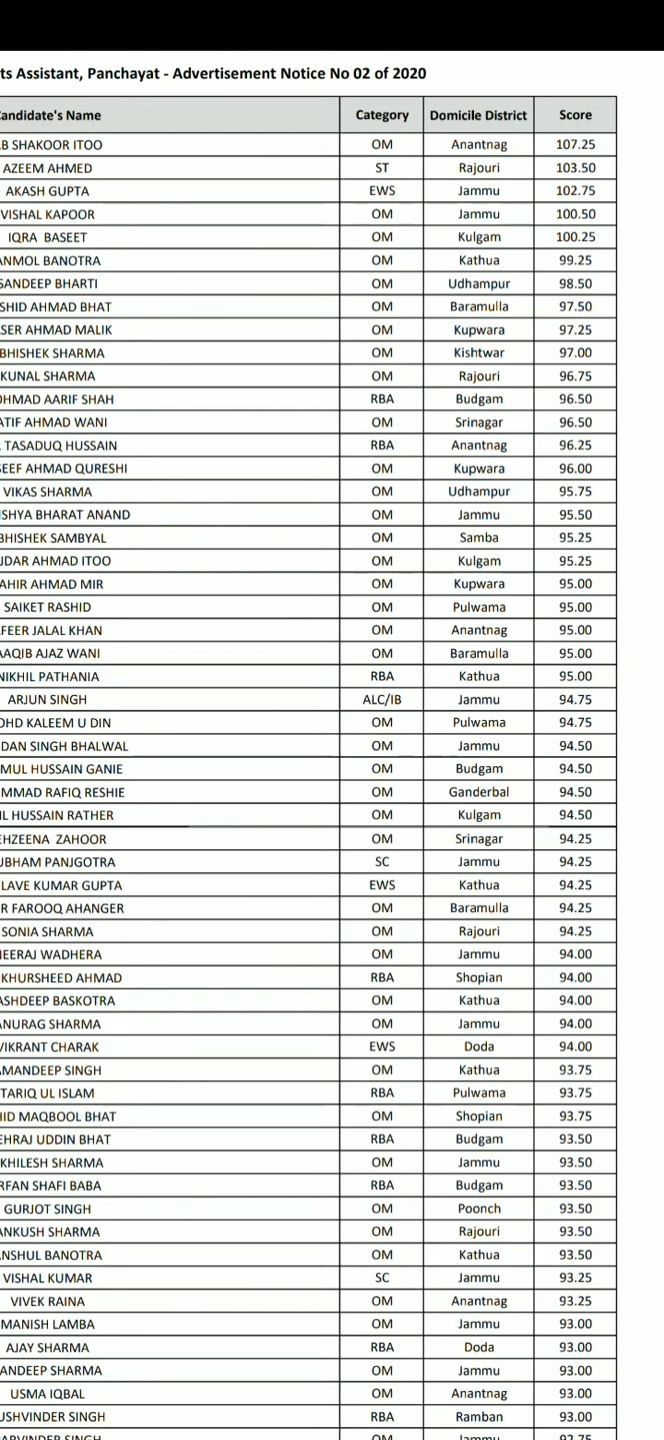 ts Assistant, Panchayat - Advertisement Notice No 02 of 2020
andidate's Name Category Domicile District Score
B SHAKOOR ITOO OM Anantnag 107.25
AZEEM AHMED ST Rajouri 103.50
AKASH GUPTA EWS Jammu 102.75
VISHAL KAPOOR OM Jammu 100.50
IQRA BASEET OM Kulgam 100.25
NMOL BANOTRA OM Kathua 99.25
SANDEEP BHARTI OM Udhampur 98.50
SHID AHMAD BHAT OM Baramulla 97.50
SER AHMAD MALIK OM Kupwara 97.25
BHISHEK SHARMA OM Kishtwar 97.00
KUNAL SHARMA OM Rajouri 96.75
OHMAD AARIF SHAH RBA Budgam 96.50
ATIF AHMAD WANI OM Srinagar 96.50
TASADUQ HUSSAIN RBA Anantnag 96.25
EEF AHMAD QURESHI OM Kupwara 96.00
VIKAS SHARMA OM Udhampur 95.75
ISHYA BHARAT ANAND OM Jammu 95.50
BHISHEK SAMBYAL OM Samba 95.25
JDAR AHMAD ITOO OM Kulgam 95.25
AHIR AHMAD MIR OM Kupwara 95.00
SAIKET RASHID OM Pulwama 95.00
FEER JALAL KHAN OM Anantnag 95.00
AAQIB AJAZ WANI OM Baramulla 95.00
NIKHIL PATHANIA RBA Kathua 95.00
ARJUN SINGH ALC/IB Jammu 94.75
OHD KALEEM U DIN OM Pulwama 94.75
DAN SINGH BHALWAL OM Jammu 94.50
MUL HUSSAIN GANIE OM Budgam 94.50
MMAD RAFIQ RESHIE OM Ganderbal 94.50
IL HUSSAIN RATHER OM Kulgam 94.50
EHZEENA ZAHOOR OM Srinagar 94.25
UBHAM PANJGOTRA SC Jammu 94.25
LAVE KUMAR GUPTA EWS Kathua 94.25
R FAROOQ AHANGER OM Baramulla 94.25
SONIA SHARMA OM Rajouri 94.25
NEERAJ WADHERA OM Jammu 94.00
KHURSHEED AHMAD RBA Shopian 94.00
ASHDEEP BASKOTRA OM Kathua 94.00
ANURAG SHARMA OM Jammu 94.00
VIKRANT CHARAK EWS Doda 94.00
AMANDEEP SINGH OM Kathua 93.75
TARIQ UL ISLAM RBA Pulwama 93.75
HID MAQBOOL BHAT OM Shopian 93.75
EHRAJ UDDIN BHAT RBA Budgam 93.50
KHILESH SHARMA OM Jammu 93.50
RFAN SHAFI BABA RBA Budgam 93.50
GURJOT SINGH OM Poonch 93.50
ANKUSH SHARMA OM Rajouri 93.50
ANSHUL BANOTRA OM Kathua 93.50
VISHAL KUMAR SC Jammu 93.25
VIVEK RAINA OM Anantnag 93.25
MANISH LAMBA OM Jammu 93.00
AJAY SHARMA RBA Doda 93.00
ANDEEP SHARMA OM Jammu 93.00
USMA IQBAL OM Anantnag 93.00
USHVINDER SINGH RBA Ramban 93.00
ARVINDER SINGH OM Jammu 92.75